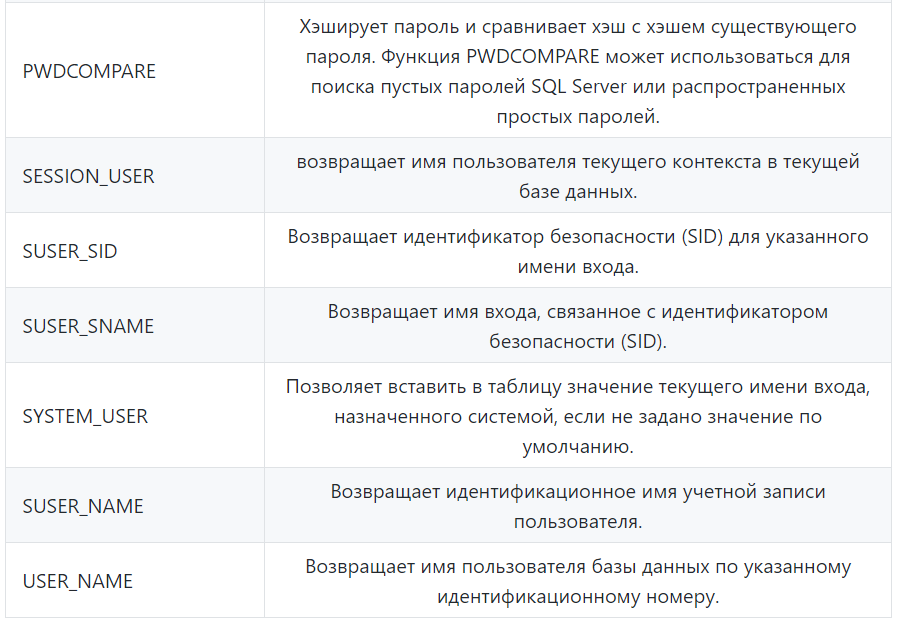 PWDCOMPARE
Хэширует пароль и сравнивает хэш с хэшем существующего
пароля. Функция PWDCOMPARE может использоваться для
поиска пустых паролей SQL Server или распространенных
простых паролей.
SESSION_USER
возвращает имя пользователя текущего контекста в текущей
базе данных.
SUSER_SID
Возвращает идентификатор безопасности (SID) для указанного
имени входа.
SUSER_SNAME
Возвращает имя входа, связанное с идентификатором
безопасности (SID).
SYSTEM_USER
Позволяет вставить в таблицу значение текущего имени входа,
назначенного системой, если не задано значение по
умолчанию.
SUSER_NAME
Возвращает идентификационное имя учетной записи
пользователя.
USER_NAME
Возвращает имя пользователя базы данных по указанному
идентификационному номеру.